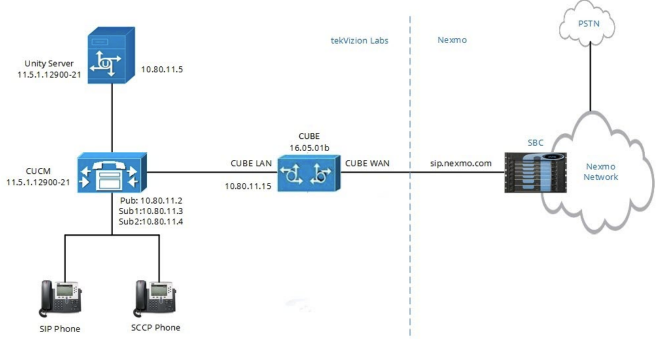 PSTN
tekVizion Labs
Nexmo
Unity Server
11.5.1.12900-21
10.80.11.5
CUBE
16.05.01b
SBC
CUBE LAN
CUBE WAN
sip.nexmo.com
Nexmo
Network
CUCM
11.5.1.12900-21
10.80.11.15
Pub: 10.80.11.2
Sub1:10.80.11.3
Sub2:10.80.11.4
SIP Phone
SCCP Phone